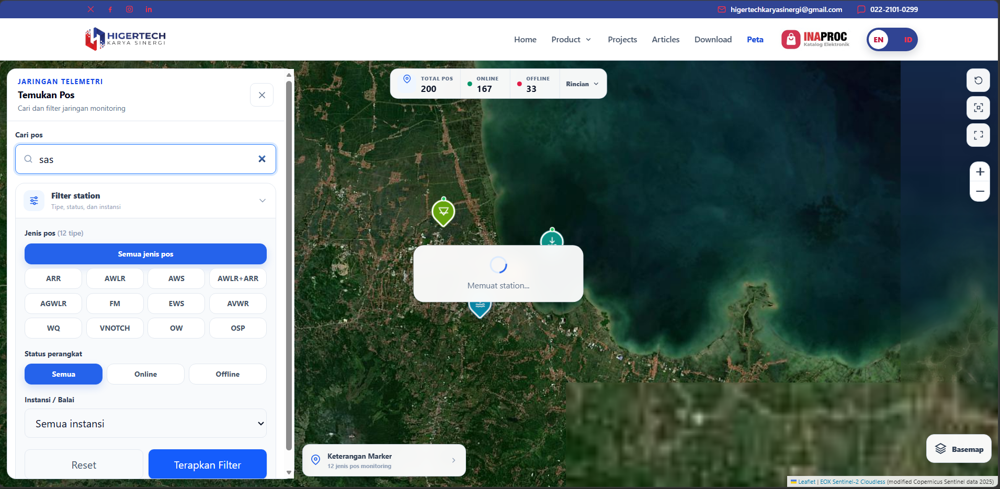 higertechkaryasinergi@gmail.com
022-2101-0299
HIGERTECH
KARYA SINERGI
Home
Product
Projects
Articles
Download
Peta
INAPROC
Katalog Elektronik
EN
ID
JARINGAN TELEMETRI
Temukan Pos
Cari dan filter jaringan monitoring
Cari pos
sas
Filter station
Tipe, status, dan instansi
Jenis pos (12 tipe)
Semua jenis pos
ARR
AWLR
AWS
AWLR+ARR
AGWLR
FM
EWS
AVWR
WQ
VNOTCH
OW
OSP
Status perangkat
Semua
Online
Offline
Instansi / Balai
Semua instansi
Reset
Terapkan Filter
TOTAL POS
200
ONLINE
167
OFFLINE
33
Rincian
Memuat station...
Keterangan Marker
12 jenis pos monitoring
Basemap
Leaflet | EOX Sentinel-2 Cloudless (modified Copernicus Sentinel data 2025)